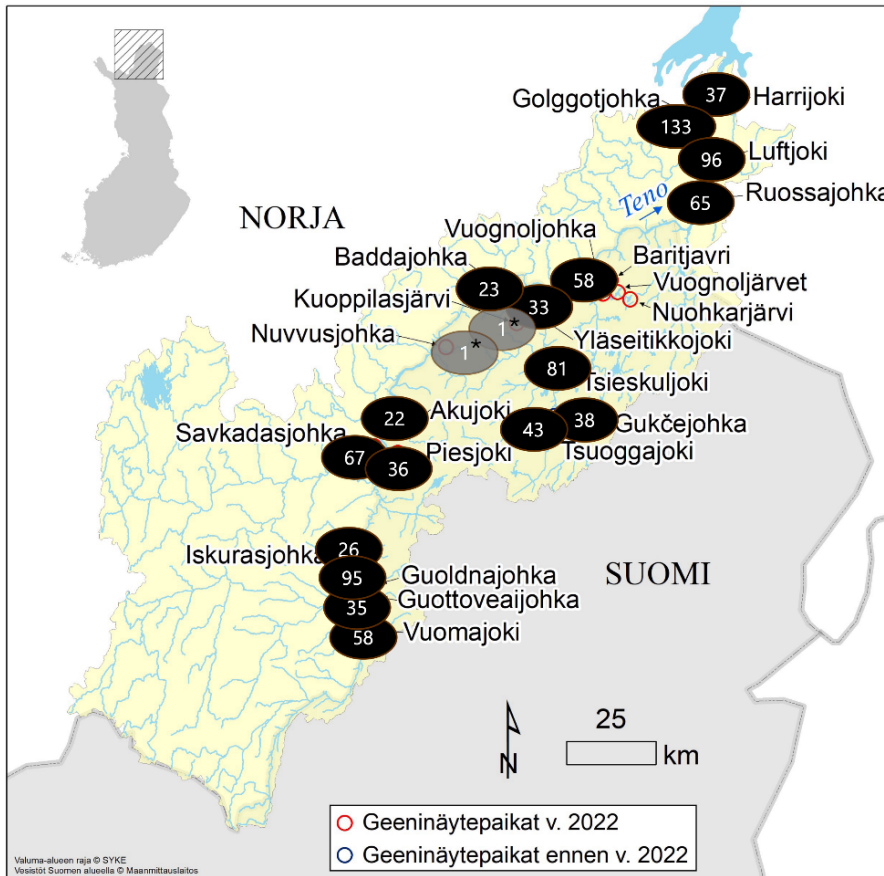 37
Harrijoki
Golggotjohka
133
96
Luftjoki
Ruossajohka
65
Teno
NORJA
Vuognoljohka
Baritjavri
Baddajohka
58
Vuognoljärvet
23
Kuoppilasjärvi
33
Nuohkarjärvi
1*
Nuvvusjohka
Yläseitikkojoki
1*
81
Tsieskuljoki
22
Akujoki
38
Gukčejohka
Savkadasjohka
43
67
Piesjoki
Tsuoggajoki
36
26
Iskurasjohka
SUOMI
95
Guoldnajohka
35
Guottoveaijohka
58
Vuomajoki
25
km
N
Geeninäytepaikat v. 2022
Geeninäytepaikat ennen v. 2022
Valuma-alueen raja © SYKE
Vesistöt Suomen alueella © Maanmittauslaitos